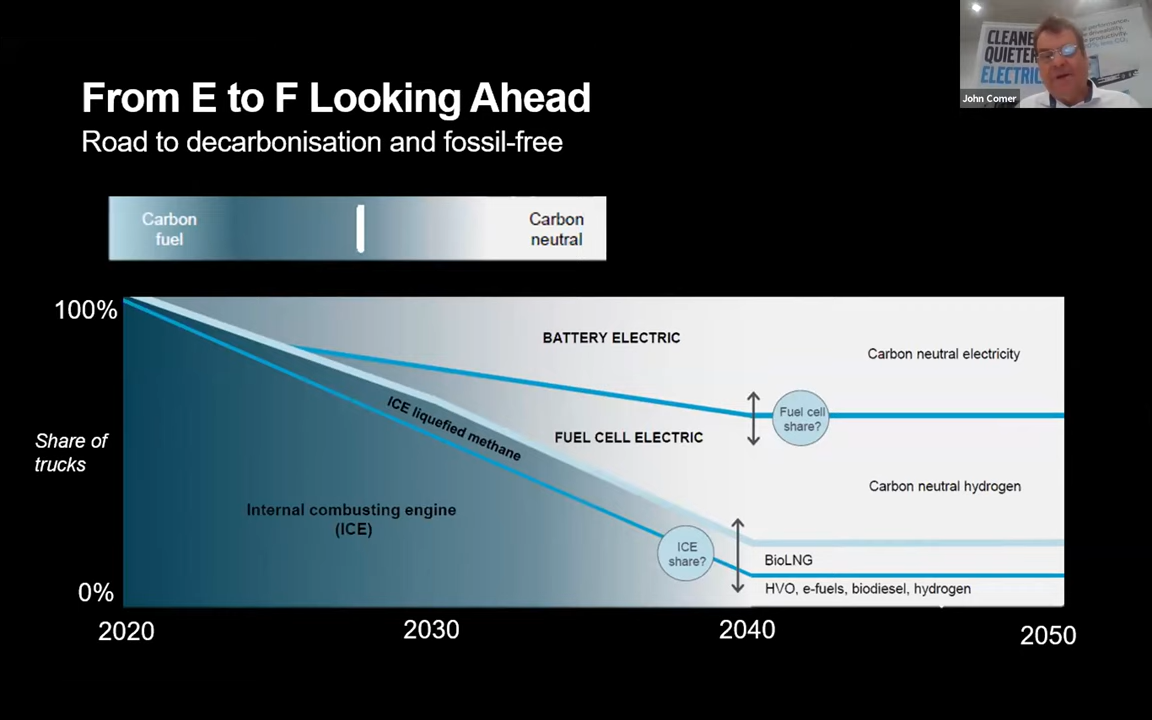 From E to F Looking Ahead
Road to decarbonisation and fossil-free
CLEANE
QUIETER
ELECTRIC
John Comer
Carbon
fuel
Carbon
neutral
100%
0%
Share of
trucks
BATTERY ELECTRIC
Carbon neutral electricity
ICE liquefied methane
Fuel cell
share?
FUEL CELL ELECTRIC
Carbon neutral hydrogen
Internal combusting engine
(ICE)
ICE
share?
BioLNG
HVO, e-fuels, biodiesel, hydrogen
2020
2030
2040
2050